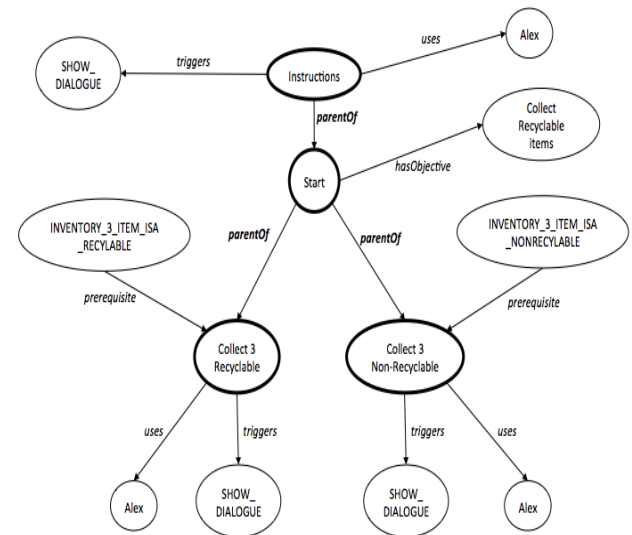 Alex
uses
SHOW_
DIALOGUE
triggers
Instructions
parentOf
Collect
Recyclable
items
hasObjective
Start
INVENTORY_3_ITEM_ISA
_RECYLABLE
parentOf
parentOf
INVENTORY_3_ITEM_ISA
_NONRECYLABLE
prerequisite
prerequisite
Collect 3
Recyclable
Collect 3
Non-Recyclable
uses
triggers
triggers
uses
Alex
SHOW_
DIALOGUE
SHOW_
DIALOGUE
Alex